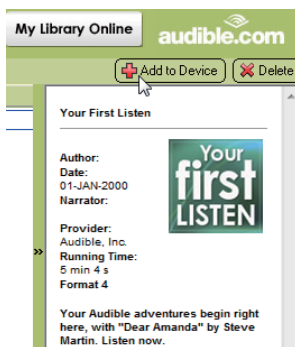 My Library Online
audible.com
Add to Device
Delete
Your First Listen
Your
first
LISTEN
Author:
Date:
01-JAN-2000
Narrator:
Provider:
Audible, Inc.
Running Time:
5 min 4 s
Format 4
»
Your Audible adventures begin right
here, with "Dear Amanda" by Steve
Martin. Listen now.